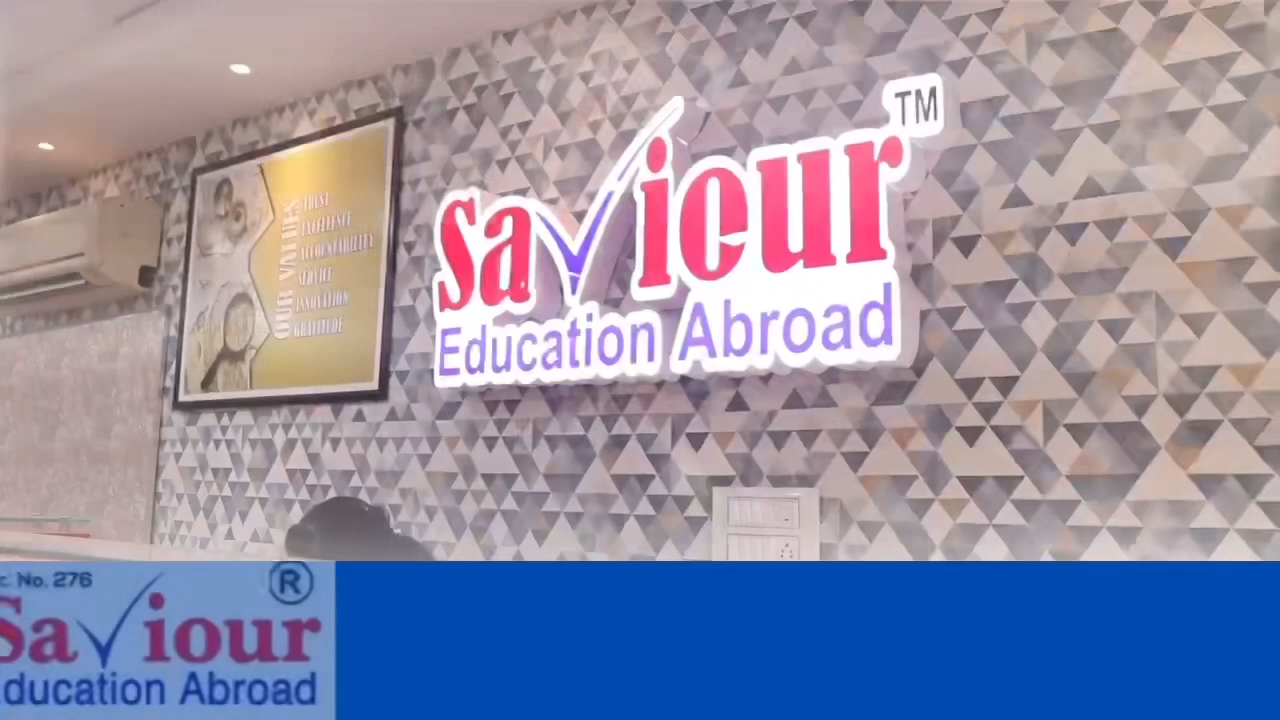 TM
Saviour
Education Abroad
OUR VALUES
TRUST
EXCELLENCE
ACCOUNTABILITY
SERVICE
INNOVATION
GRATITUDE
c. No. 276
®
Saviour
ducation Abroad